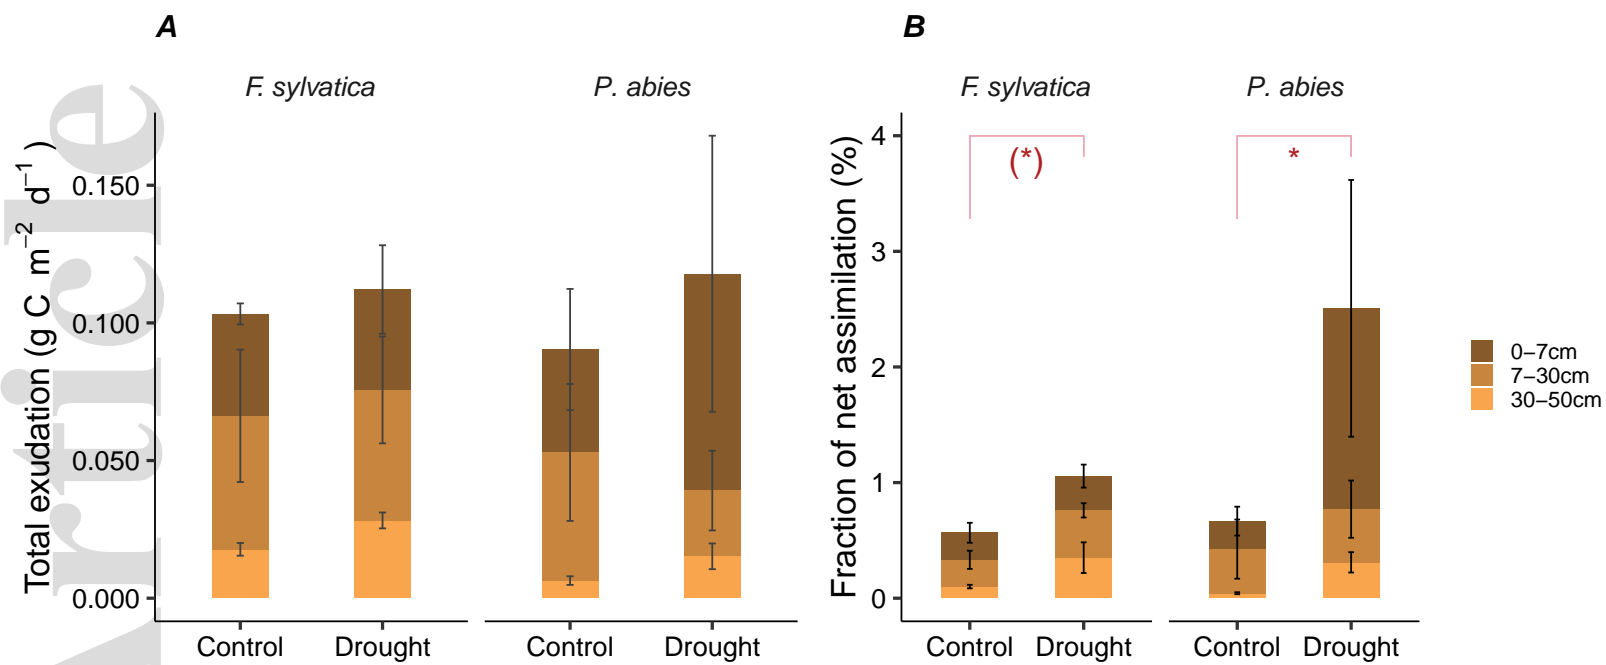 A
B
F. sylvatica
P. abies
F. sylvatica
P. abies
Total exudation (g C m⁻² d⁻¹)
0.150
0.100
0.050
0.000
Control
Drought
Control
Drought
Fraction of net assimilation (%)
4
3
2
1
0
(*)
*
Control
Drought
Control
Drought
0–7cm
7–30cm
30–50cm
Article